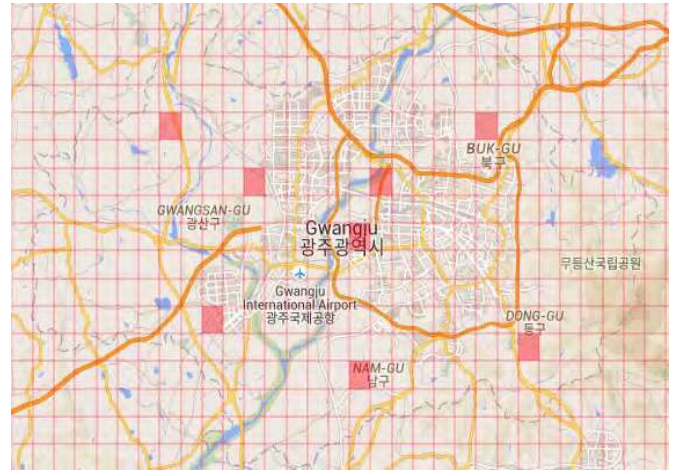 BUK-GU
북구
GWANGSAN-GU
광산구
Gwangju
광주광역시
무등산국립공원
Gwangju
International Airport
광주국제공항
DONG-GU
동구
NAM-GU
남구